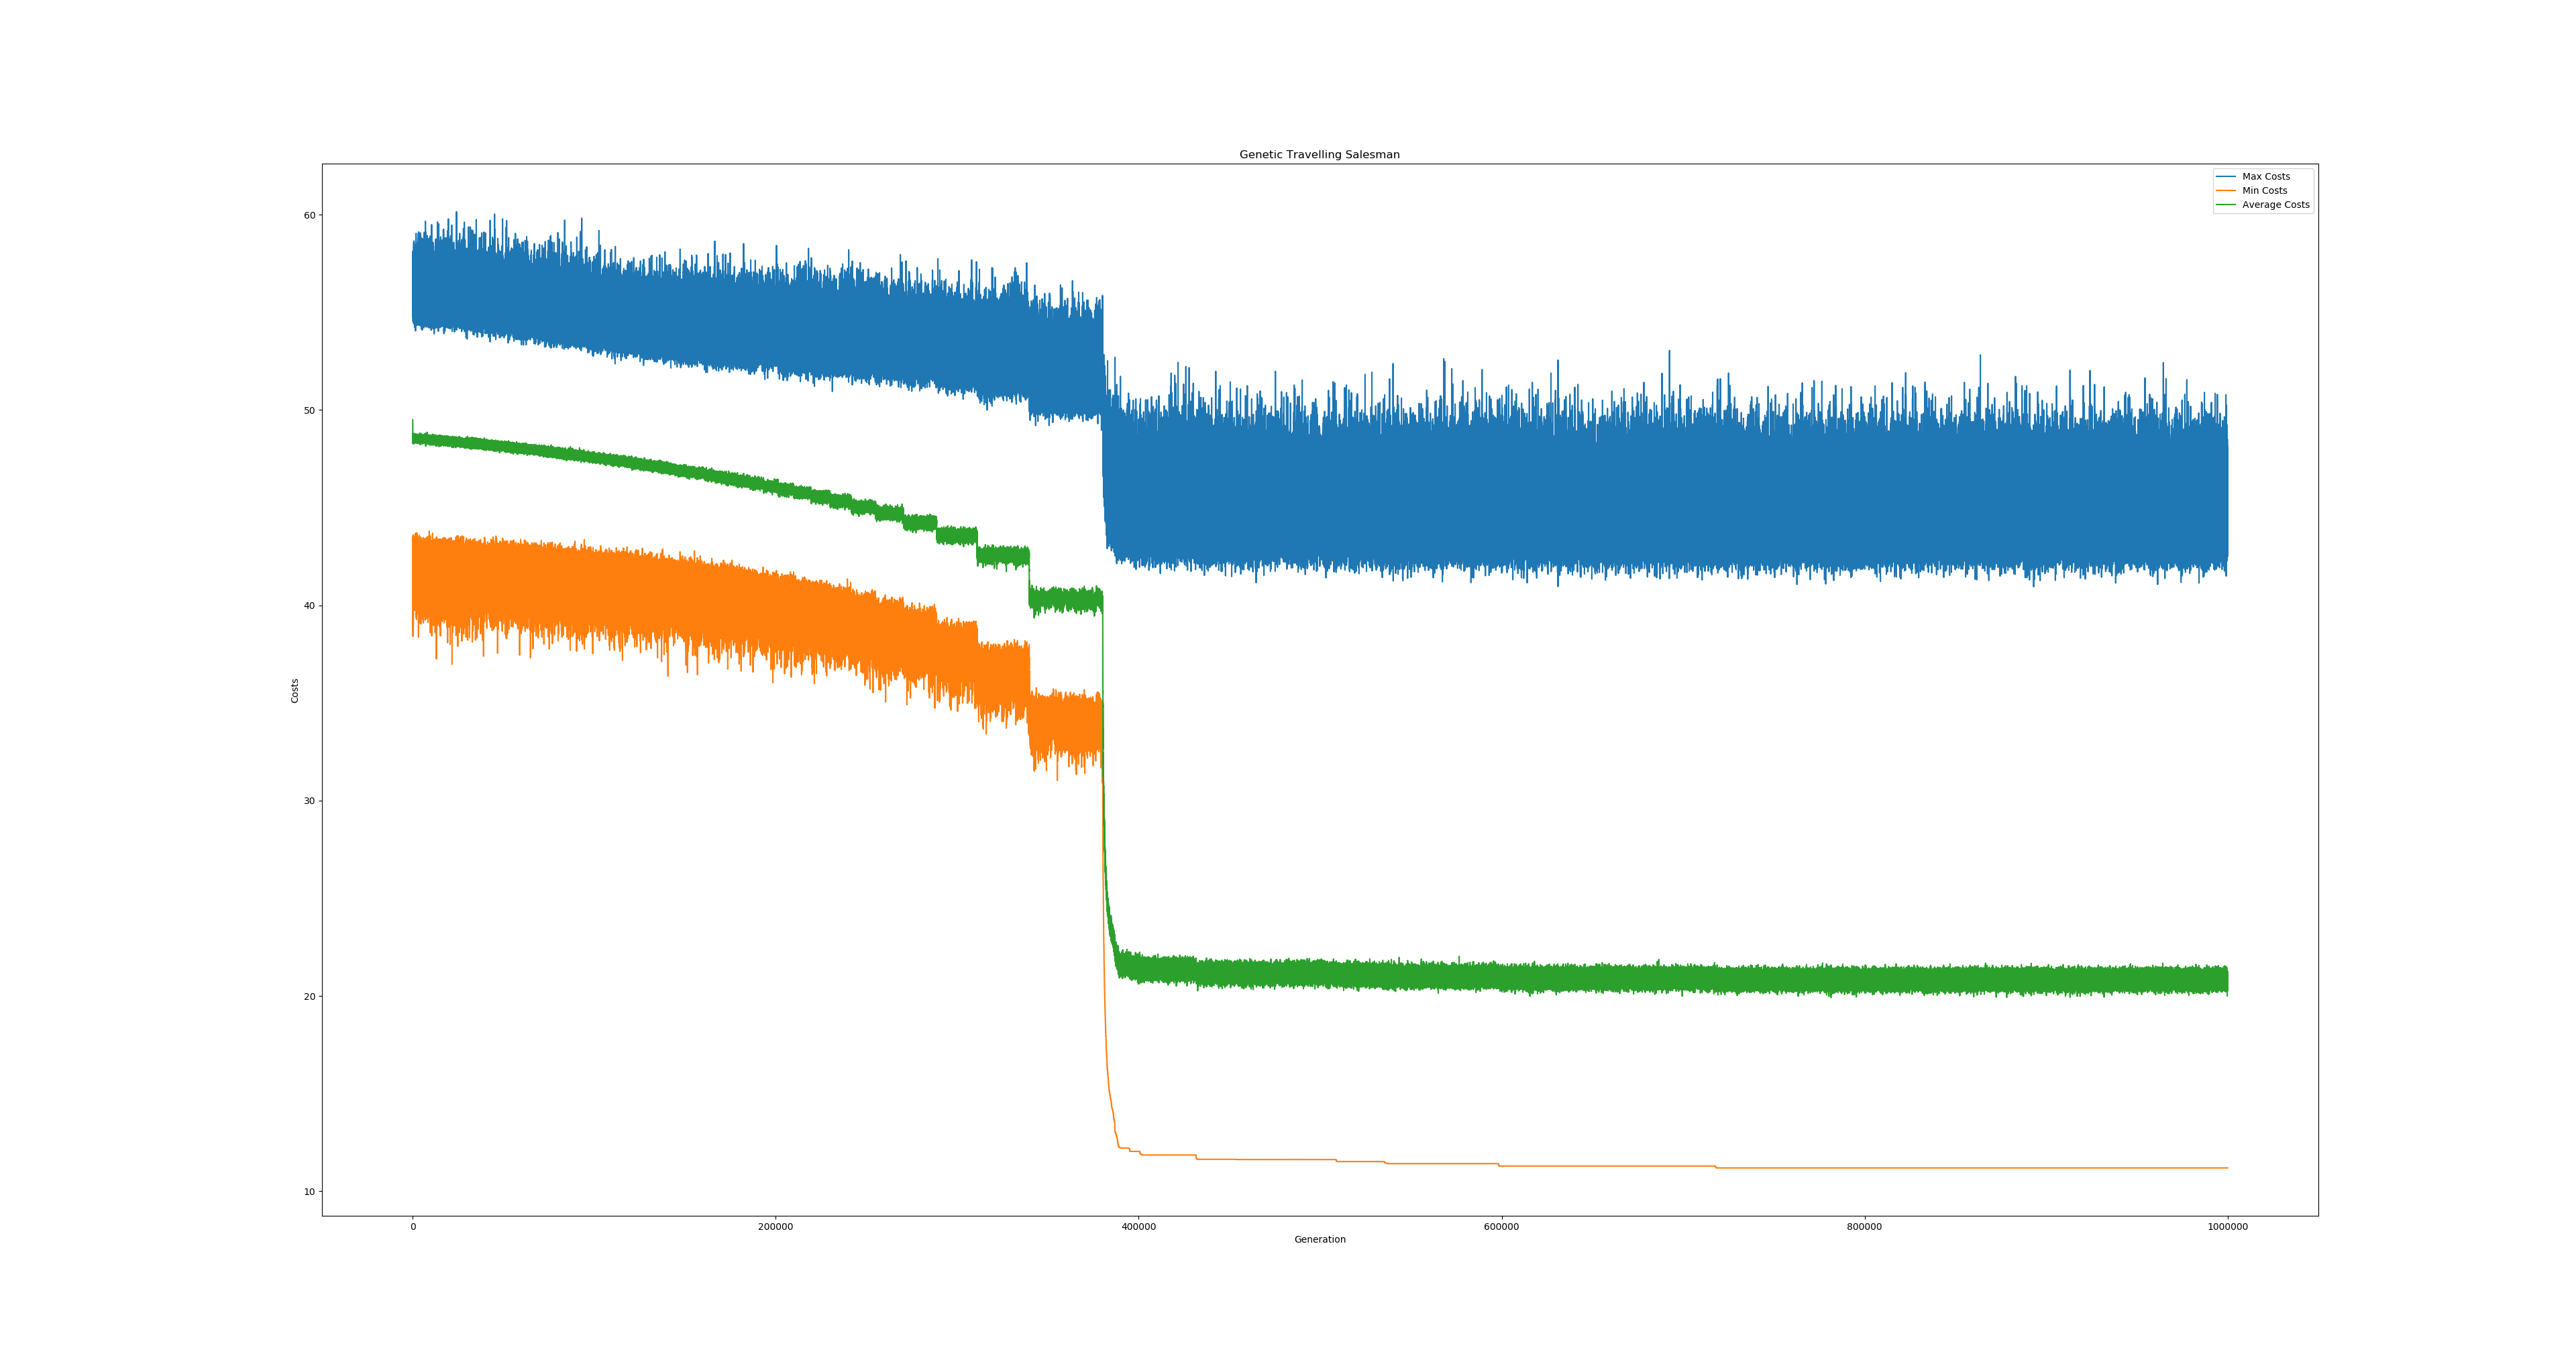 Genetic Travelling Salesman
Max Costs
Min Costs
Average Costs
60
50
40
30
20
10
Costs
0
200000
400000
600000
800000
1000000
Generation